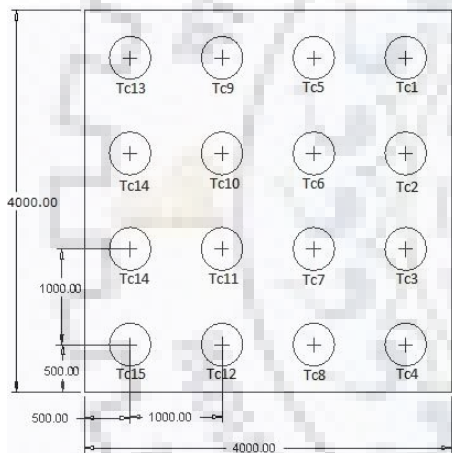 Tc13 Tc9 Tc5 Tc1
Tc14 Tc10 Tc6 Tc2
4000.00
Tc14 Tc11 Tc7 Tc3
1000.00
500.00
Tc15 Tc12 Tc8 Tc4
500.00 1000.00
4000.00